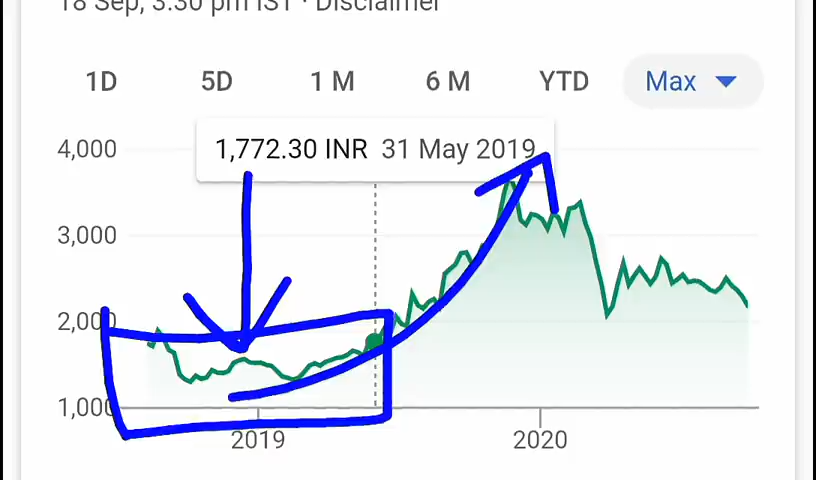 18 Sep, 3:30 pm IST · Disclaimer
1D 5D 1 M 6 M YTD Max
1,772.30 INR 31 May 2019
4,000
3,000
2,000
1,000
2019 2020